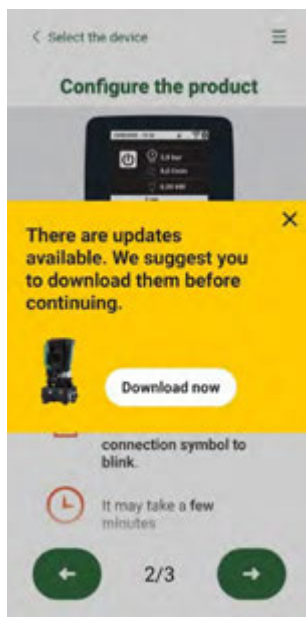 Select the device
Configure the product
There are updates
available. We suggest you
to download them before
continuing.
Download now
connection symbol to
blink.
It may take a few
minutes
2/3